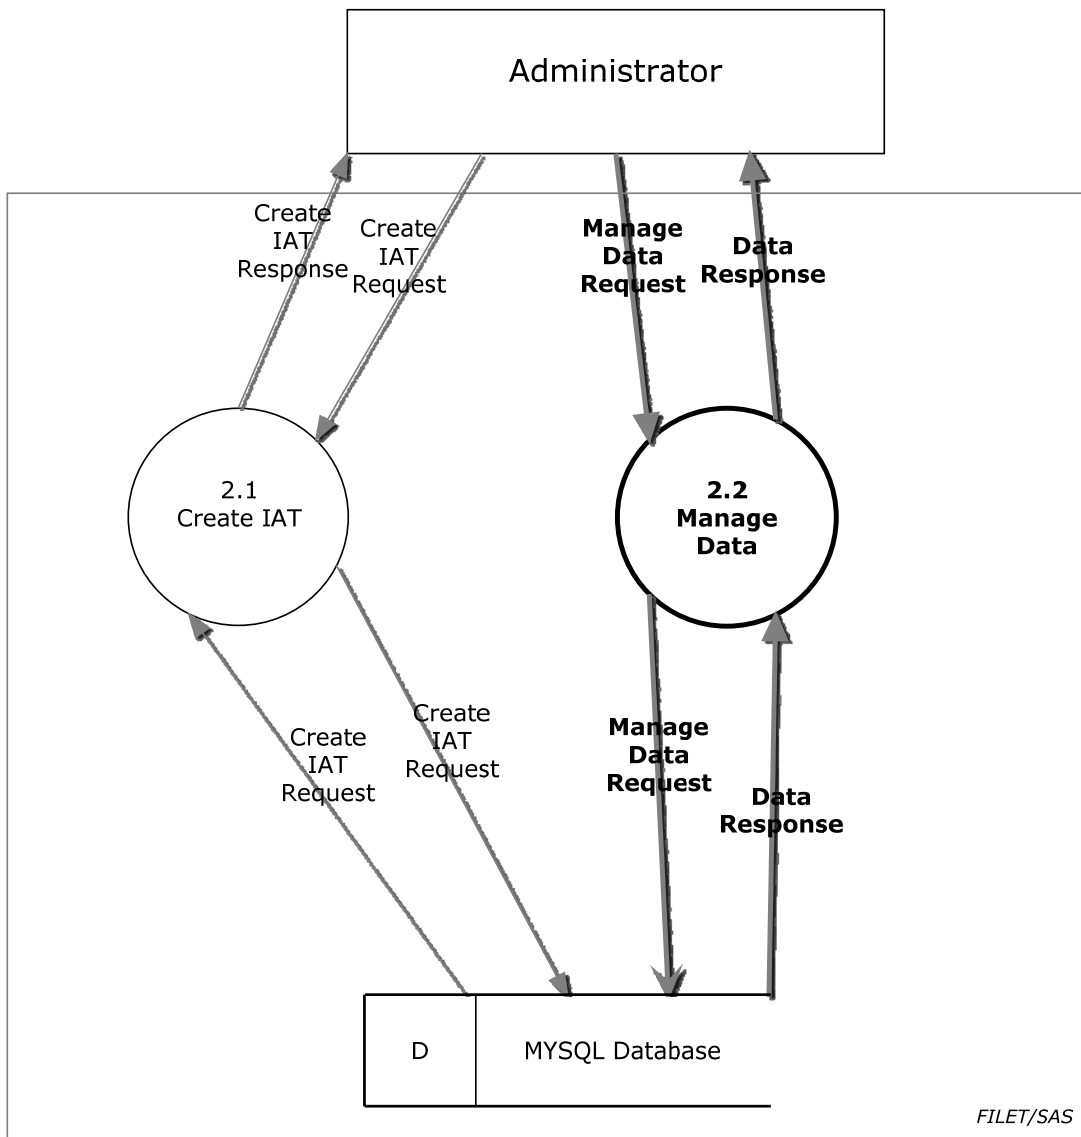 Administrator
Create
IAT
Response
Create
IAT
Request
Manage
Data
Request
Data
Response
2.1
Create IAT
2.2
Manage
Data
Create
IAT
Request
Create
IAT
Request
Manage
Data
Request
Data
Response
D
MYSQL Database
FILET/SAS